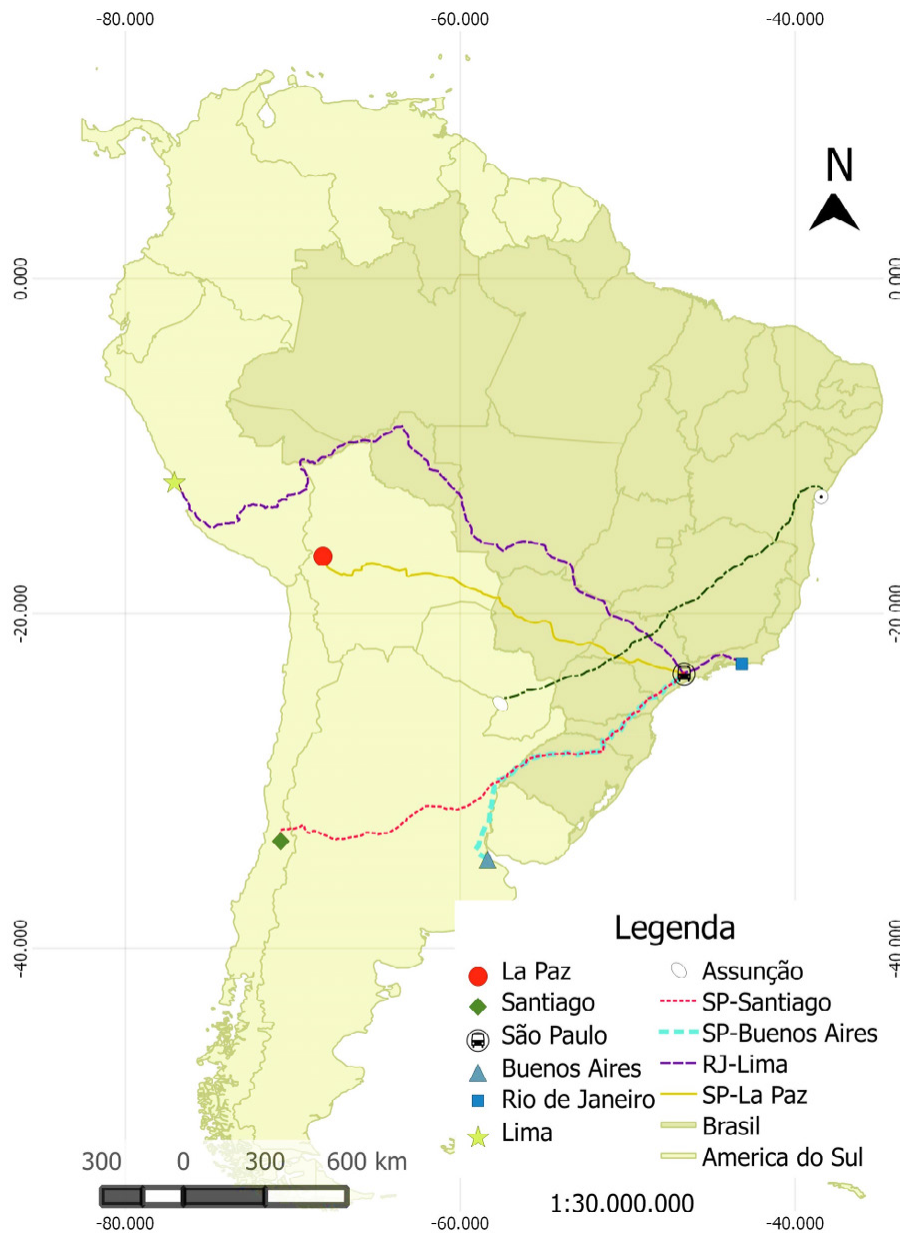 -80.000 -60.000 -40.000
N
0.000 0.000
-20.000 -20.000
-40.000 -40.000
Legenda
La Paz
Santiago
São Paulo
Buenos Aires
Rio de Janeiro
Lima
Assunção
SP-Santiago
SP-Buenos Aires
RJ-Lima
SP-La Paz
Brasil
America do Sul
300 0 300 600 km
1:30.000.000
-80.000 -60.000 -40.000